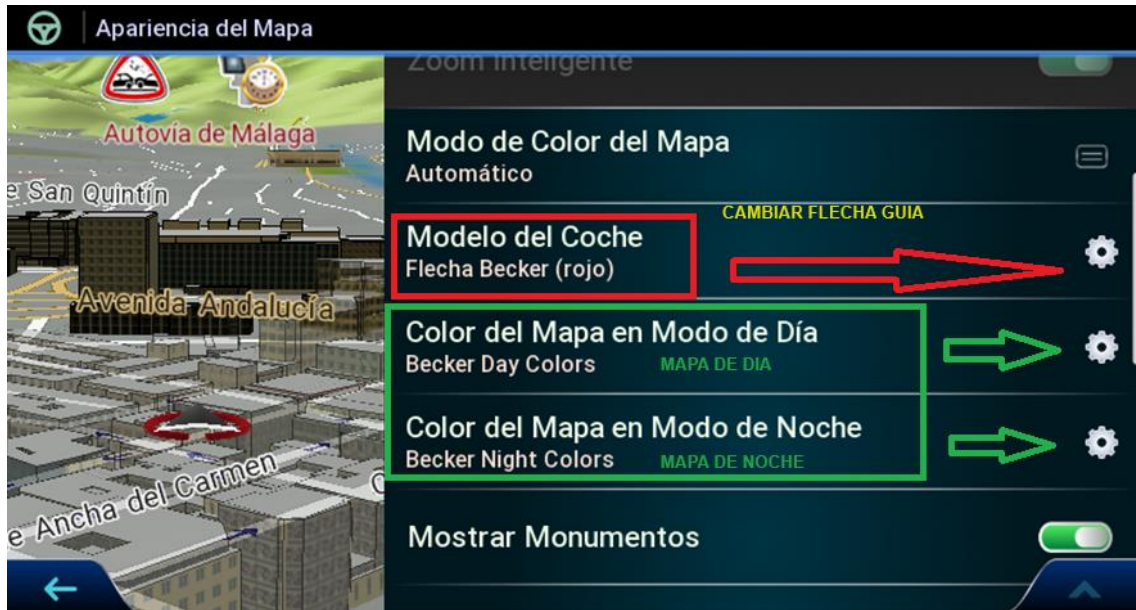 Apariencia del Mapa
Zoom Inteligente
Autovía de Málaga
Modo de Color del Mapa
Automático
e San Quintín
CAMBIAR FLECHA GUIA
Modelo del Coche
Flecha Becker (rojo)
Avenida Andalucía
Color del Mapa en Modo de Día
Becker Day Colors
MAPA DE DIA
Color del Mapa en Modo de Noche
Becker Night Colors
MAPA DE NOCHE
e Ancha del Carmen
C
Mostrar Monumentos